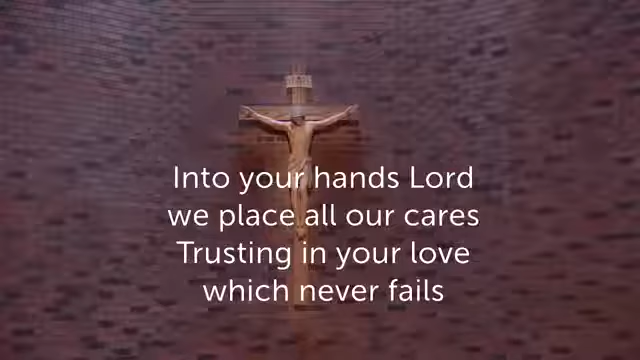 Into your hands Lord
we place all our cares
Trusting in your love
which never fails